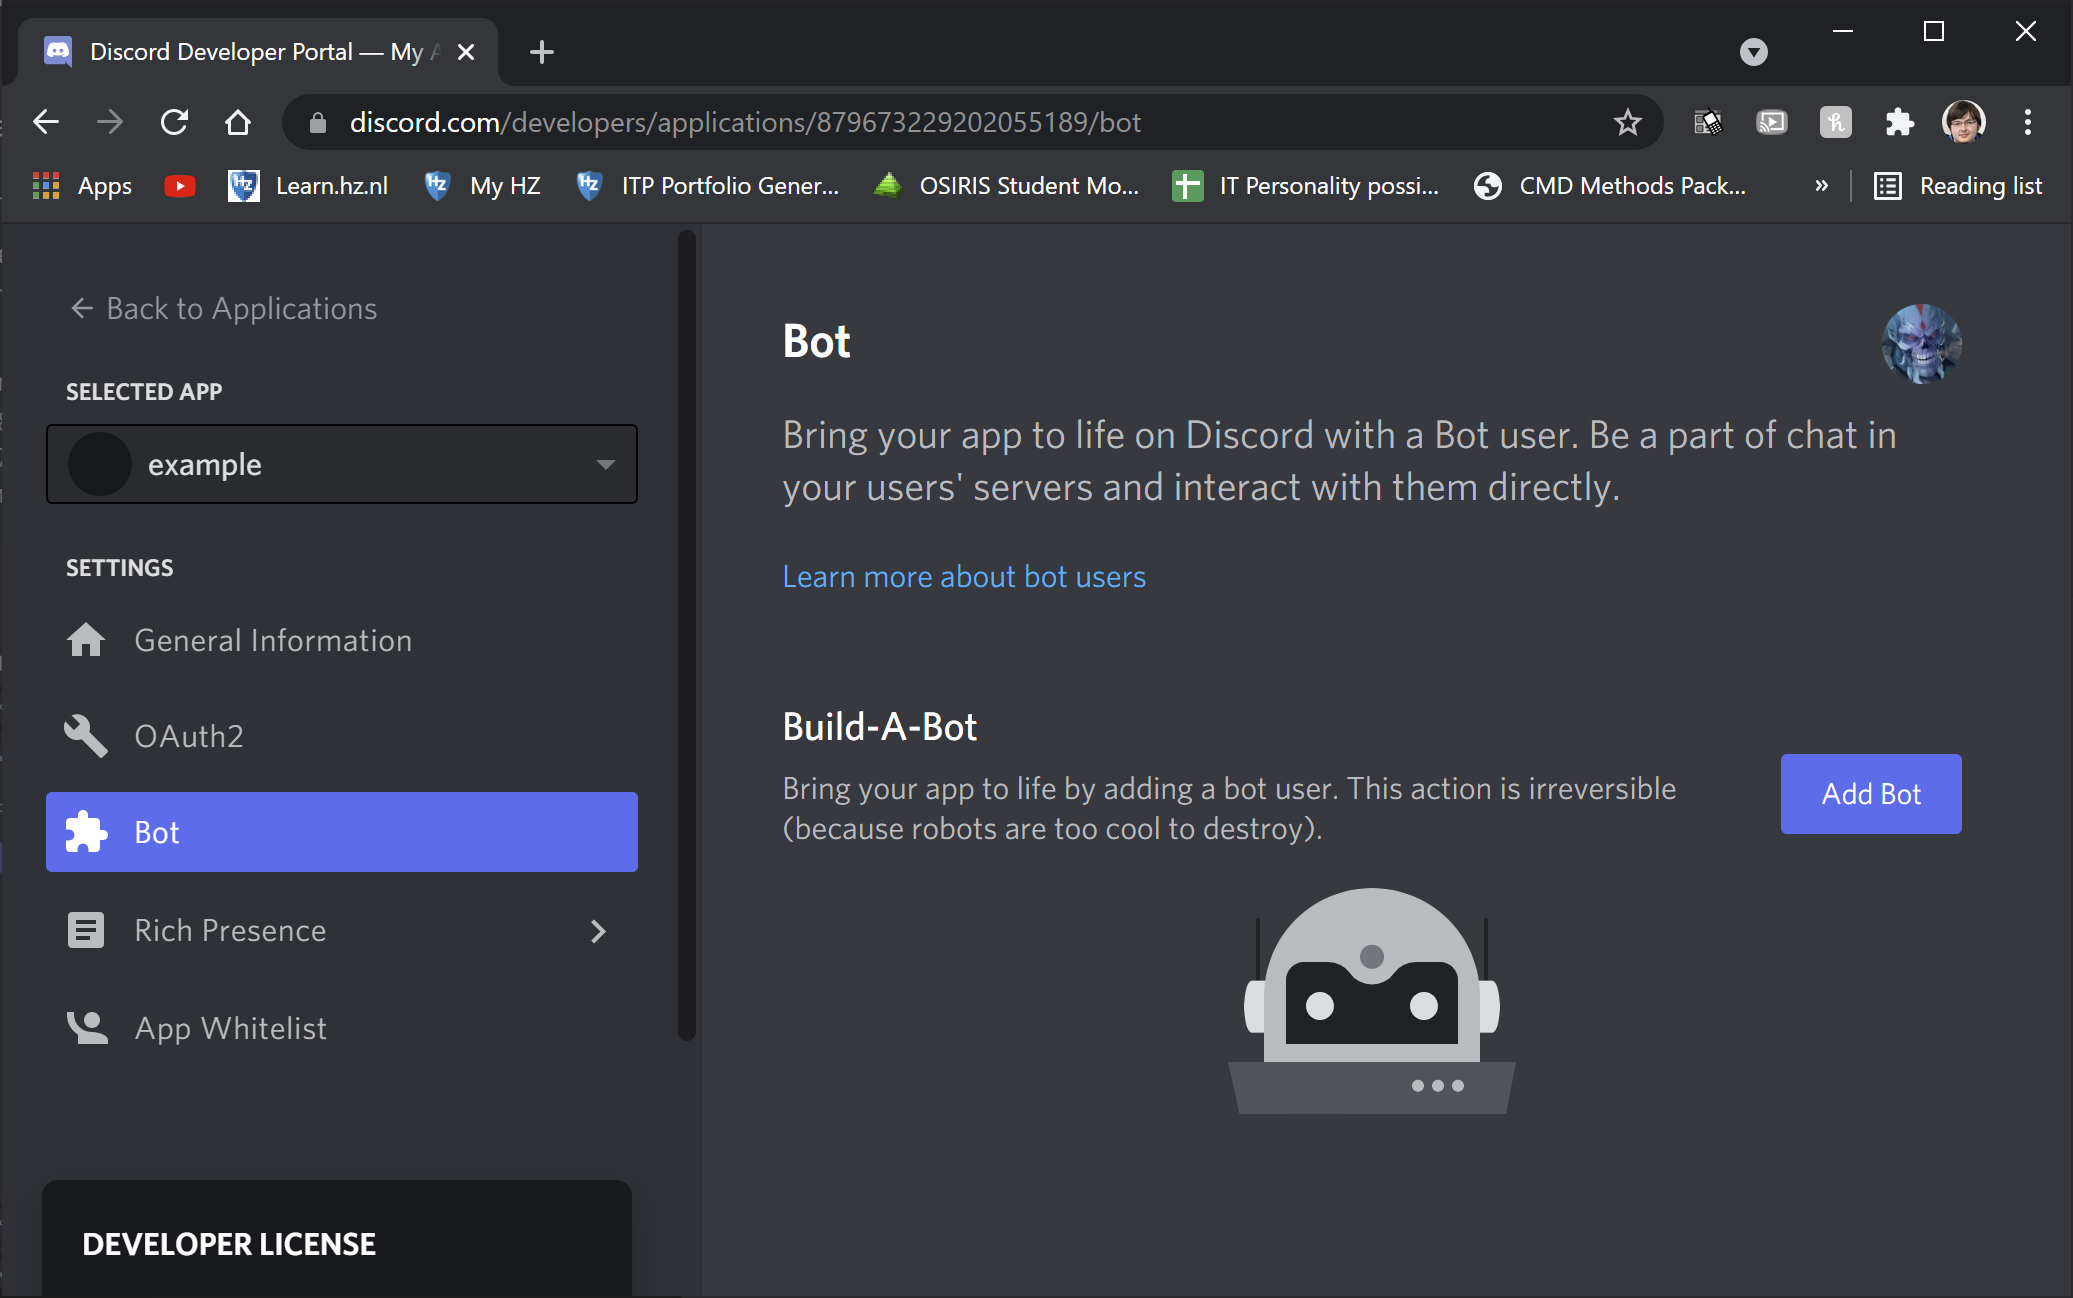 Discord Developer Portal — My
discord.com/developers/applications/879673229202055189/bot
Apps
Learn.hz.nl
My HZ
ITP Portfolio Gener...
OSIRIS Student Mo...
IT Personality possi...
CMD Methods Pack...
»
Reading list
← Back to Applications
SELECTED APP
example
SETTINGS
General Information
OAuth2
Bot
Rich Presence
App Whitelist
DEVELOPER LICENSE
Bot
Bring your app to life on Discord with a Bot user. Be a part of chat in
your users' servers and interact with them directly.
Learn more about bot users
Build-A-Bot
Bring your app to life by adding a bot user. This action is irreversible
(because robots are too cool to destroy).
Add Bot